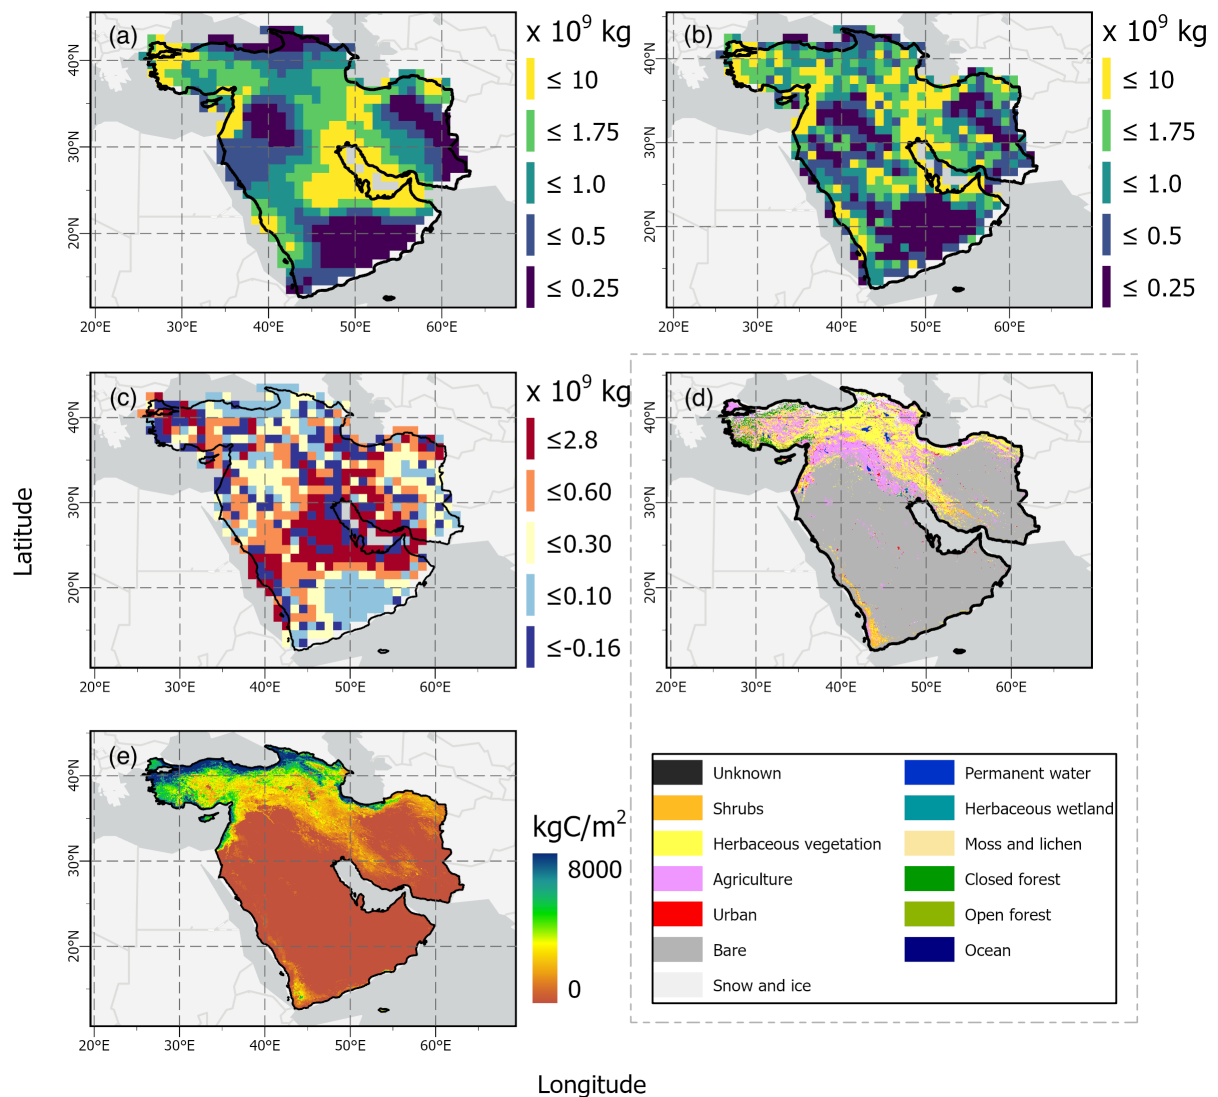 (a)
x 10⁹ kg
≤ 10
≤ 1.75
≤ 1.0
≤ 0.5
≤ 0.25
40°N
30°N
20°N
20°E 30°E 40°E 50°E 60°E
(b)
x 10⁹ kg
≤ 10
≤ 1.75
≤ 1.0
≤ 0.5
≤ 0.25
40°N
30°N
20°N
20°E 30°E 40°E 50°E 60°E
(c)
x 10⁹ kg
≤2.8
≤0.60
≤0.30
≤0.10
≤-0.16
40°N
30°N
20°N
20°E 30°E 40°E 50°E 60°E
(d)
40°N
30°N
20°N
20°E 30°E 40°E 50°E 60°E
Latitude
(e)
kgC/m²
8000
0
40°N
30°N
20°N
20°E 30°E 40°E 50°E 60°E
Unknown
Shrubs
Herbaceous vegetation
Agriculture
Urban
Bare
Snow and ice
Permanent water
Herbaceous wetland
Moss and lichen
Closed forest
Open forest
Ocean
Longitude